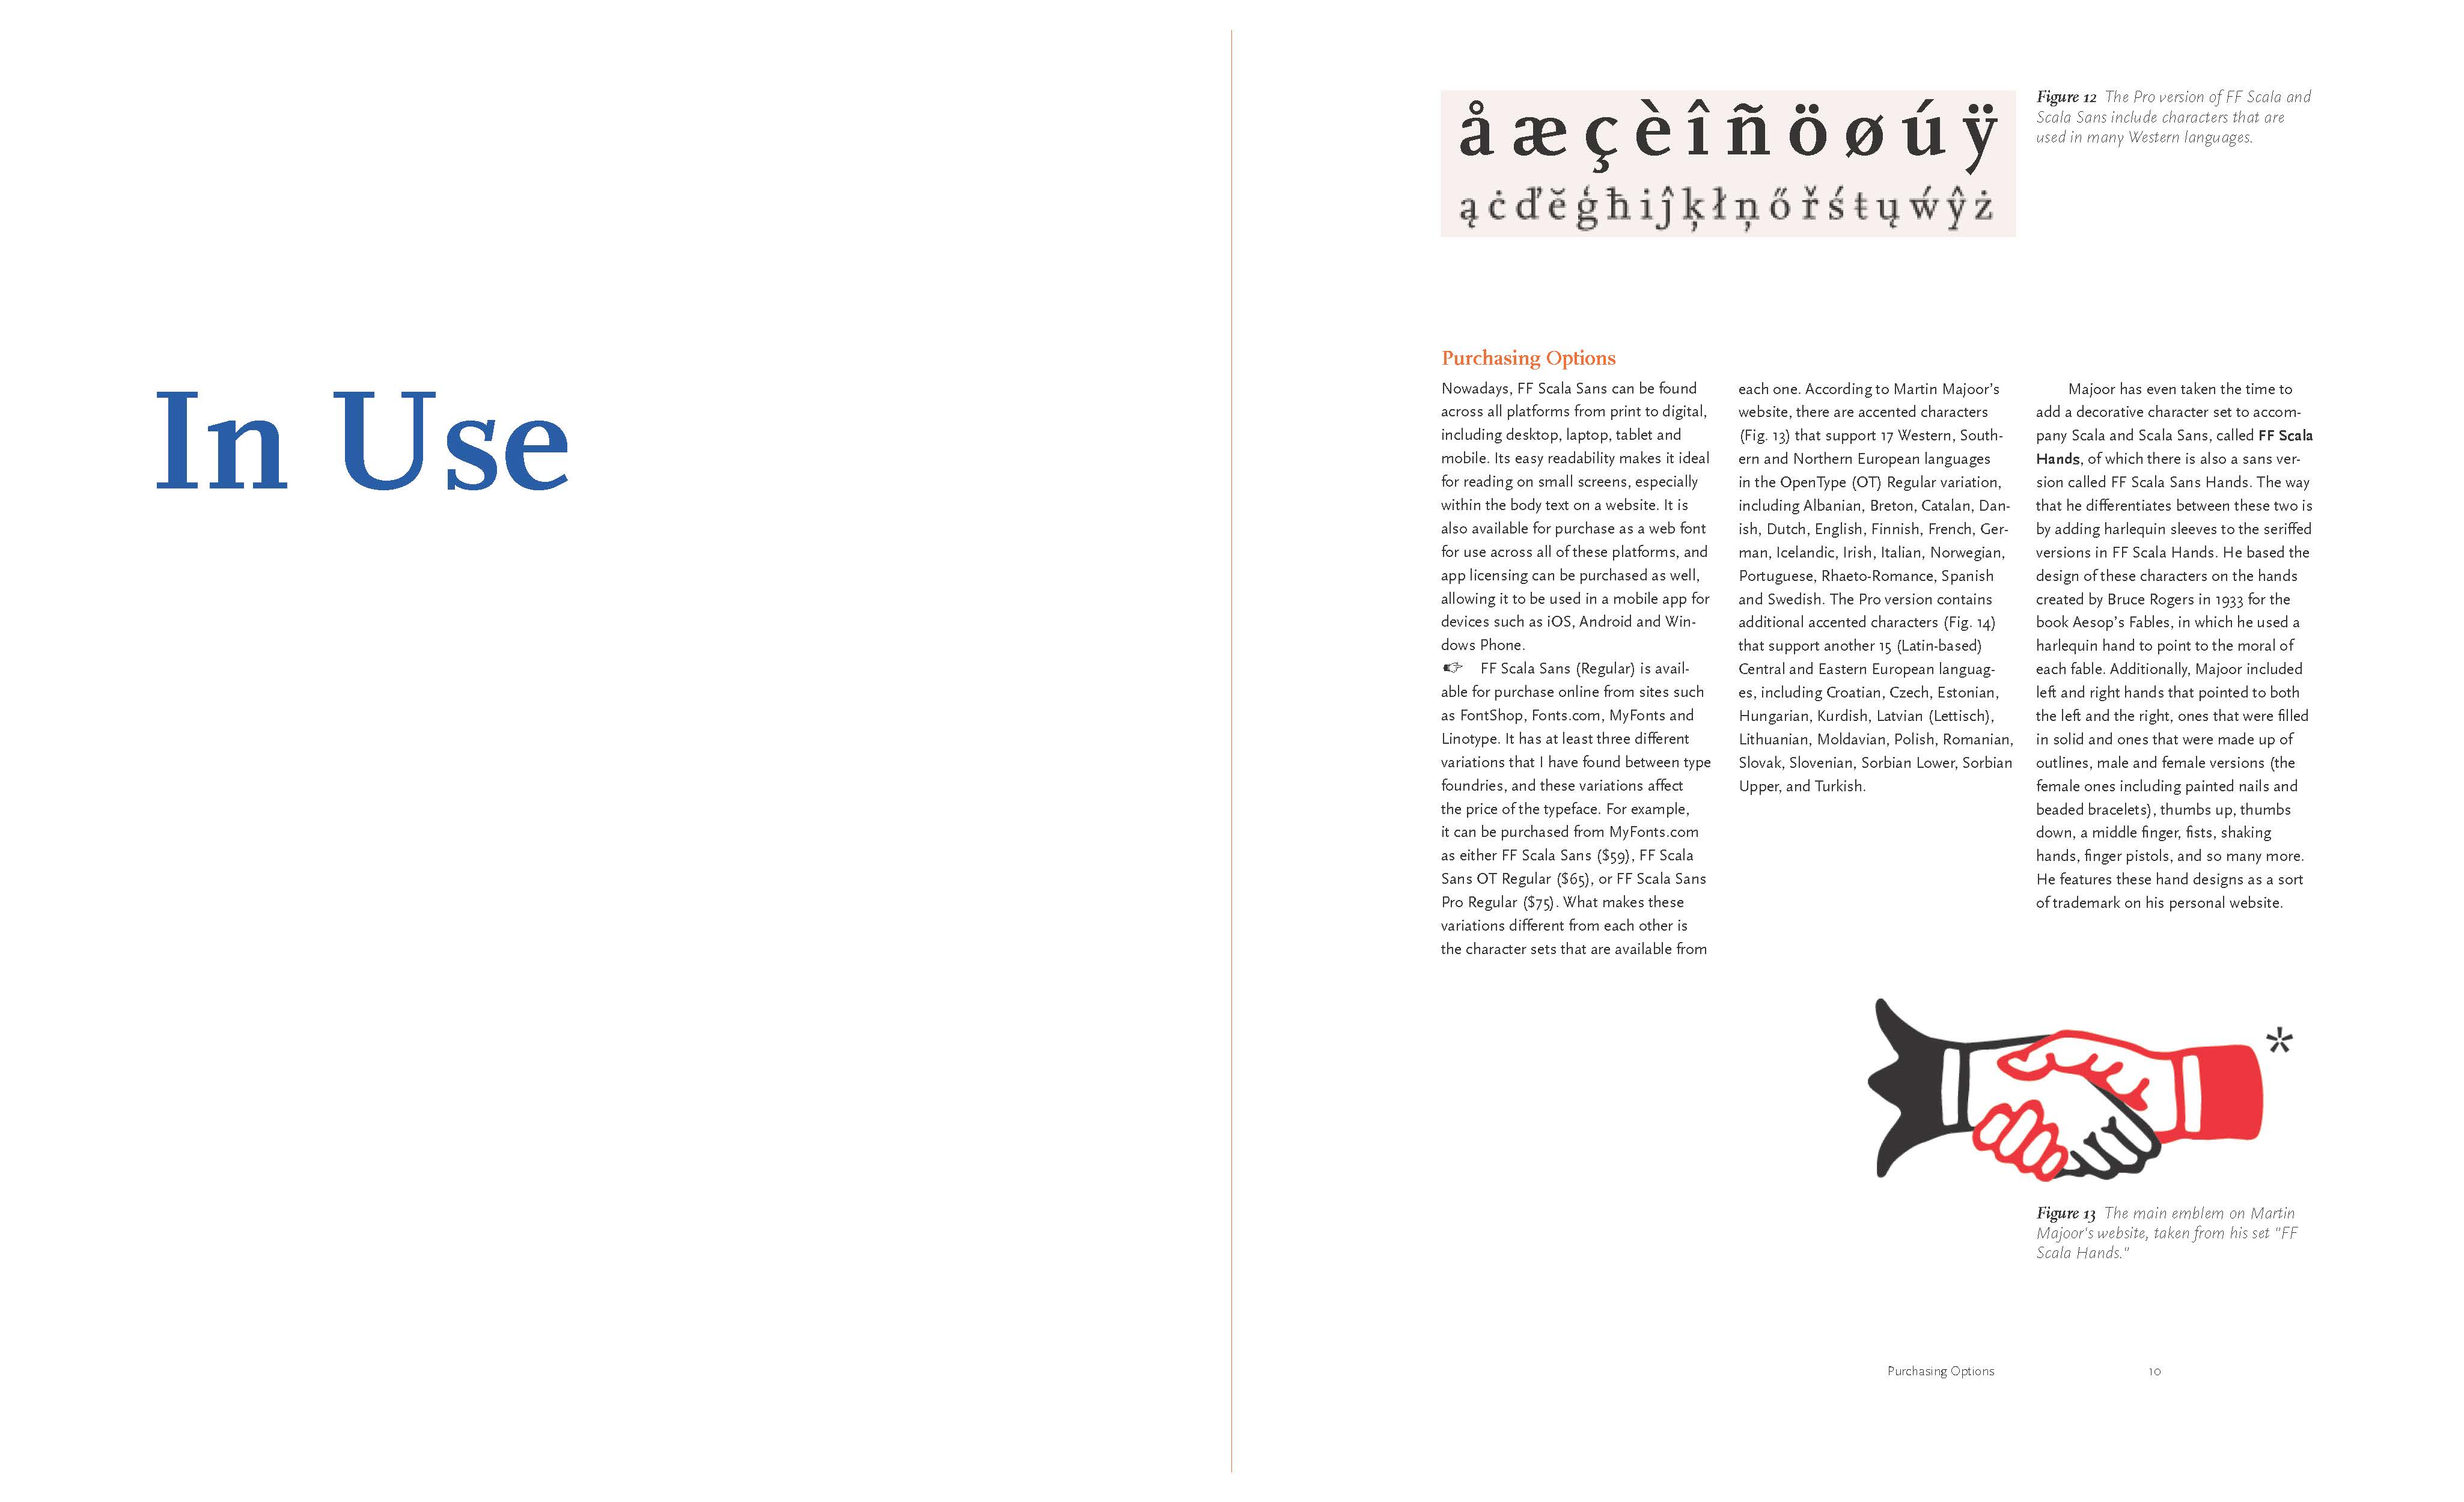 In Use
å æ ç è î ñ ö ø ú ÿ
ą ċ ď ĕ ģ ħ i ĵ ķ ł ņ ő ř ś ŧ ų ẃ ŷ ż
Figure 12 The Pro version of FF Scala and
Scala Sans include characters that are
used in many Western languages.
Purchasing Options
Nowadays, FF Scala Sans can be found
across all platforms from print to digital,
including desktop, laptop, tablet and
mobile. Its easy readability makes it ideal
for reading on small screens, especially
within the body text on a website. It is
also available for purchase as a web font
for use across all of these platforms, and
app licensing can be purchased as well,
allowing it to be used in a mobile app for
devices such as iOS, Android and Win-
dows Phone.
☞ FF Scala Sans (Regular) is avail-
able for purchase online from sites such
as FontShop, Fonts.com, MyFonts and
Linotype. It has at least three different
variations that I have found between type
foundries, and these variations affect
the price of the typeface. For example,
it can be purchased from MyFonts.com
as either FF Scala Sans ($59), FF Scala
Sans OT Regular ($65), or FF Scala Sans
Pro Regular ($75). What makes these
variations different from each other is
the character sets that are available from
each one. According to Martin Majoor's
website, there are accented characters
(Fig. 13) that support 17 Western, South-
ern and Northern European languages
in the OpenType (OT) Regular variation,
including Albanian, Breton, Catalan, Dan-
ish, Dutch, English, Finnish, French, Ger-
man, Icelandic, Irish, Italian, Norwegian,
Portuguese, Rhaeto-Romance, Spanish
and Swedish. The Pro version contains
additional accented characters (Fig. 14)
that support another 15 (Latin-based)
Central and Eastern European languag-
es, including Croatian, Czech, Estonian,
Hungarian, Kurdish, Latvian (Lettisch),
Lithuanian, Moldavian, Polish, Romanian,
Slovak, Slovenian, Sorbian Lower, Sorbian
Upper, and Turkish.
Majoor has even taken the time to
add a decorative character set to accom-
pany Scala and Scala Sans, called FF Scala
Hands, of which there is also a sans ver-
sion called FF Scala Sans Hands. The way
that he differentiates between these two is
by adding harlequin sleeves to the seriffed
versions in FF Scala Hands. He based the
design of these characters on the hands
created by Bruce Rogers in 1933 for the
book Aesop's Fables, in which he used a
harlequin hand to point to the moral of
each fable. Additionally, Majoor included
left and right hands that pointed to both
the left and the right, ones that were filled
in solid and ones that were made up of
outlines, male and female versions (the
female ones including painted nails and
beaded bracelets), thumbs up, thumbs
down, a middle finger, fists, shaking
hands, finger pistols, and so many more.
He features these hand designs as a sort
of trademark on his personal website.
*
Figure 13 The main emblem on Martin
Majoor's website, taken from his set "FF
Scala Hands."
Purchasing Options 10